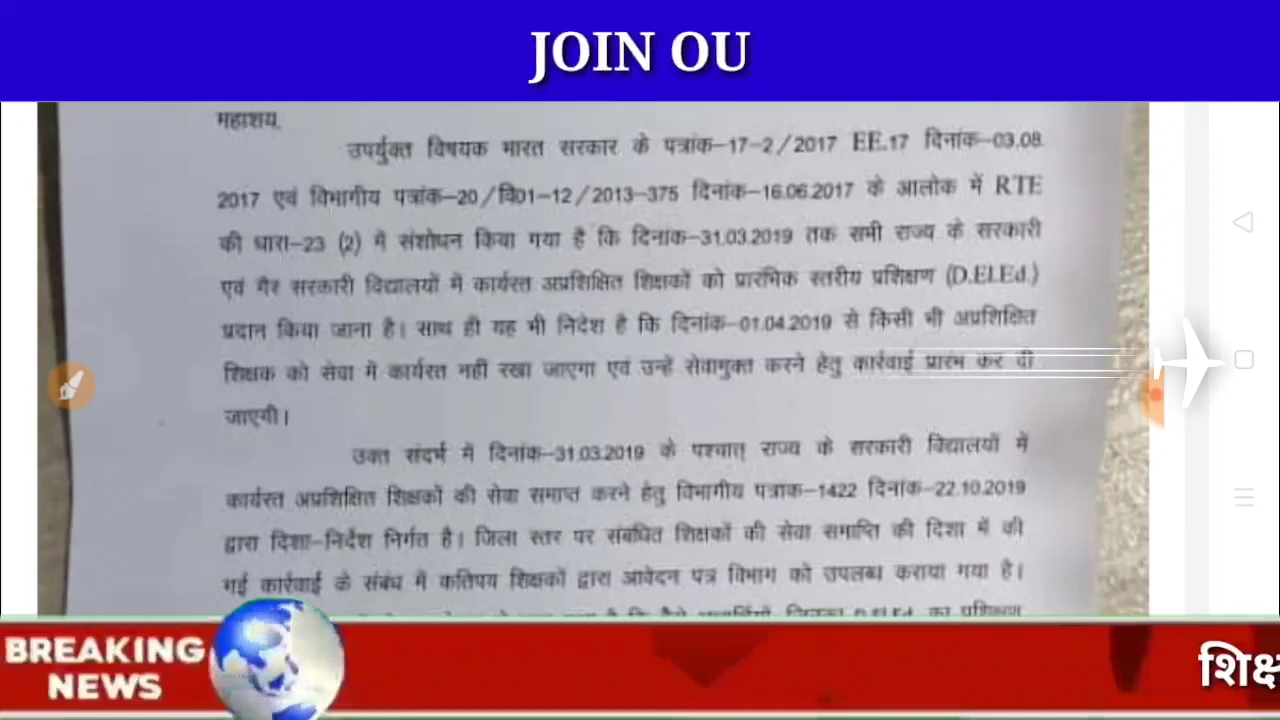 JOIN OU
महाशय,
उपर्युक्त विषयक भारत सरकार के पत्रांक–17–2/2017 EE.17 दिनांक–03.08.
2017 एवं विभागीय पत्रांक–20/वि01–12/2013–375 दिनांक–16.06.2017 के आलोक में RTE
की धारा–23 (2) में संशोधन किया गया है कि दिनांक–31.03.2019 तक सभी राज्य के सरकारी
एवं गैर सरकारी विद्यालयों में कार्यरत अप्रशिक्षित शिक्षकों को प्रारंभिक स्तरीय प्रशिक्षण (D.El.Ed.)
प्रदान किया जाना है। साथ ही यह भी निदेश है कि दिनांक–01.04.2019 से किसी भी अप्रशिक्षित
शिक्षक को सेवा में कार्यरत नहीं रखा जाएगा एवं उन्हें सेवामुक्त करने हेतु कार्रवाई प्रारंभ कर दी
जाएगी।
उक्त संदर्भ में दिनांक–31.03.2019 के पश्चात् राज्य के सरकारी विद्यालयों में
कार्यरत अप्रशिक्षित शिक्षकों की सेवा समाप्त करने हेतु विभागीय पत्रांक–1422 दिनांक–22.10.2019
द्वारा दिशा–निर्देश निर्गत है। जिला स्तर पर संबंधित शिक्षकों की सेवा समाप्ति की दिशा में की
गई कार्रवाई के संबंध में कतिपय शिक्षकों द्वारा आवेदन पत्र विभाग को उपलब्ध कराया गया है।
D.El.Ed. का प्रशिक्षण
BREAKING
NEWS
शिक्ष